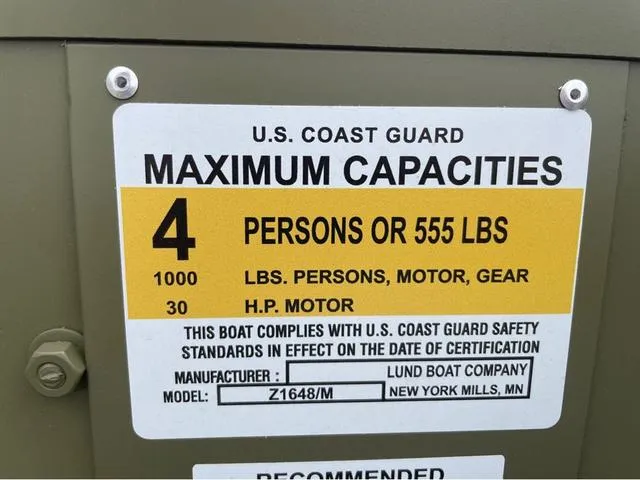 U.S. COAST GUARD
MAXIMUM CAPACITIES
4 PERSONS OR 555 LBS
1000 LBS. PERSONS, MOTOR, GEAR
30 H.P. MOTOR
THIS BOAT COMPLIES WITH U.S. COAST GUARD SAFETY
STANDARDS IN EFFECT ON THE DATE OF CERTIFICATION
MANUFACTURER : LUND BOAT COMPANY
MODEL: Z1648/M NEW YORK MILLS, MN
RECOMMENDED